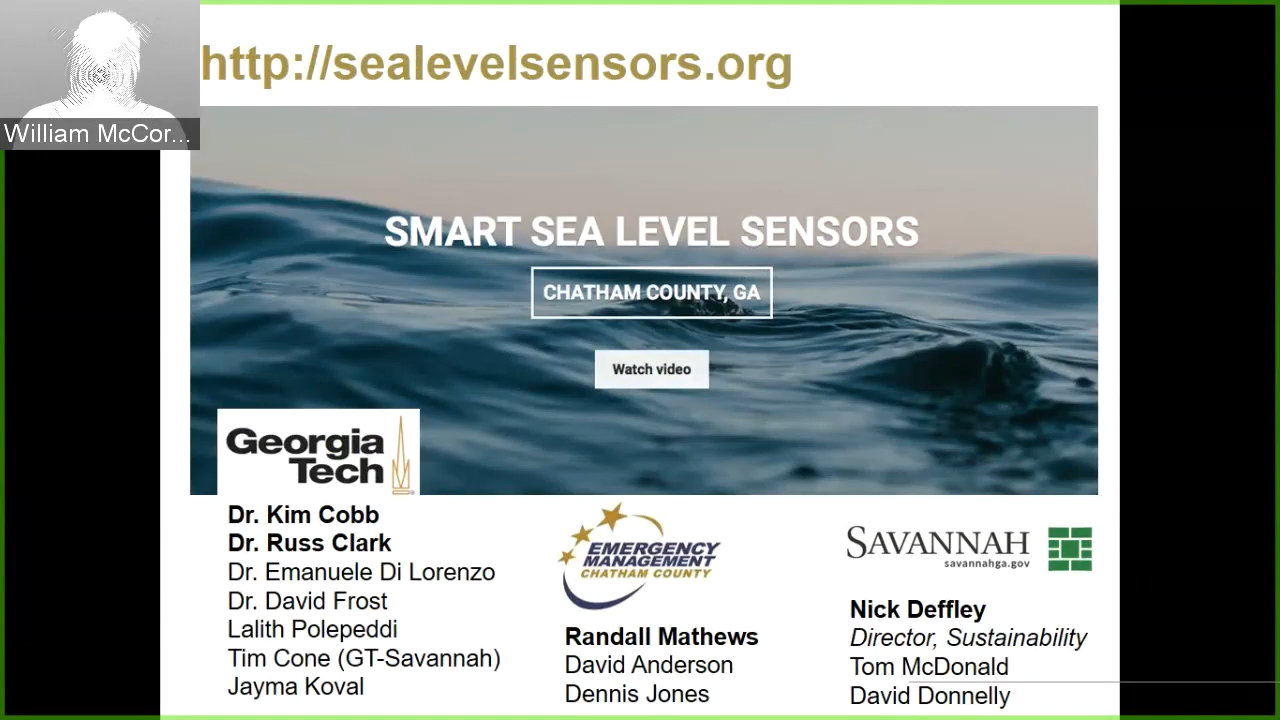 http://sealevelsensors.org
William McCor...
SMART SEA LEVEL SENSORS
CHATHAM COUNTY, GA
Watch video
Georgia
Tech
Dr. Kim Cobb
Dr. Russ Clark
Dr. Emanuele Di Lorenzo
Dr. David Frost
Lalith Polepeddi
Tim Cone (GT-Savannah)
Jayma Koval
EMERGENCY
MANAGEMENT
CHATHAM COUNTY
Randall Mathews
David Anderson
Dennis Jones
SAVANNAH
savannahga.gov
Nick Deffley
Director, Sustainability
Tom McDonald
David Donnelly